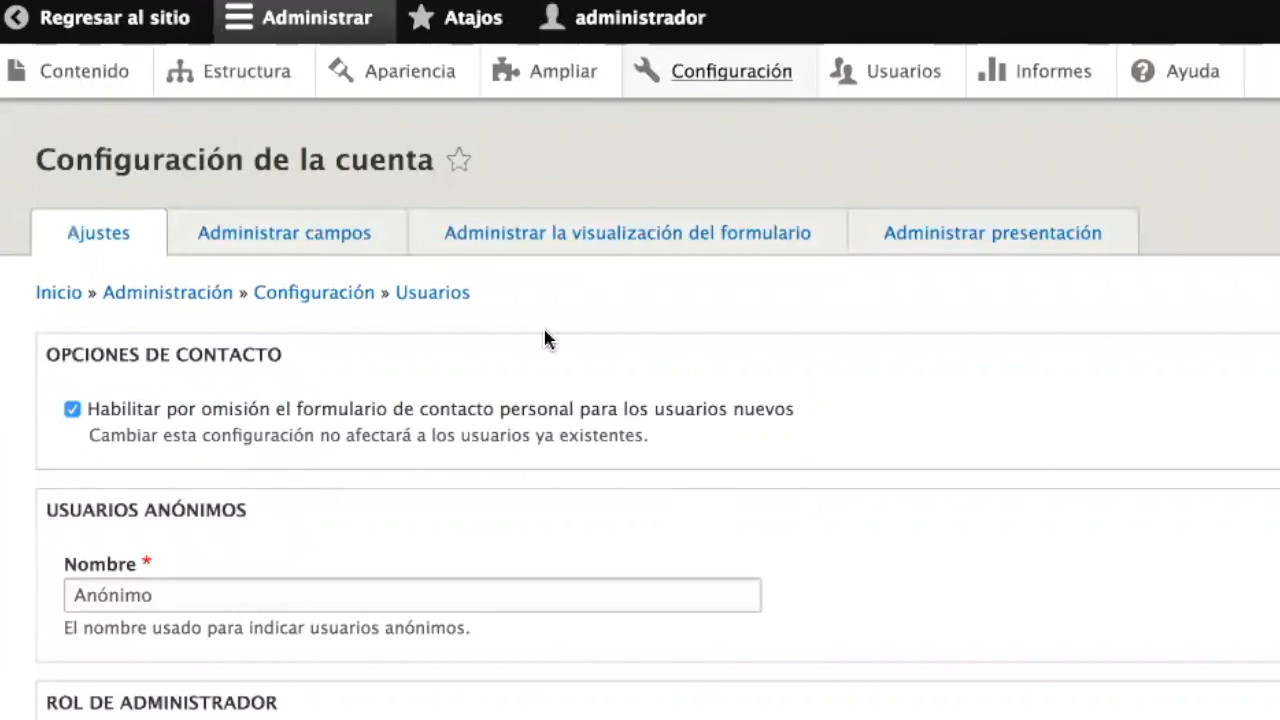 Regresar al sitio Administrar Atajos administrador
Contenido Estructura Apariencia Ampliar Configuración Usuarios Informes Ayuda
Configuración de la cuenta
Ajustes Administrar campos Administrar la visualización del formulario Administrar presentación
Inicio » Administración » Configuración » Usuarios
OPCIONES DE CONTACTO
Habilitar por omisión el formulario de contacto personal para los usuarios nuevos
Cambiar esta configuración no afectará a los usuarios ya existentes.
USUARIOS ANÓNIMOS
Nombre *
Anónimo
El nombre usado para indicar usuarios anónimos.
ROL DE ADMINISTRADOR